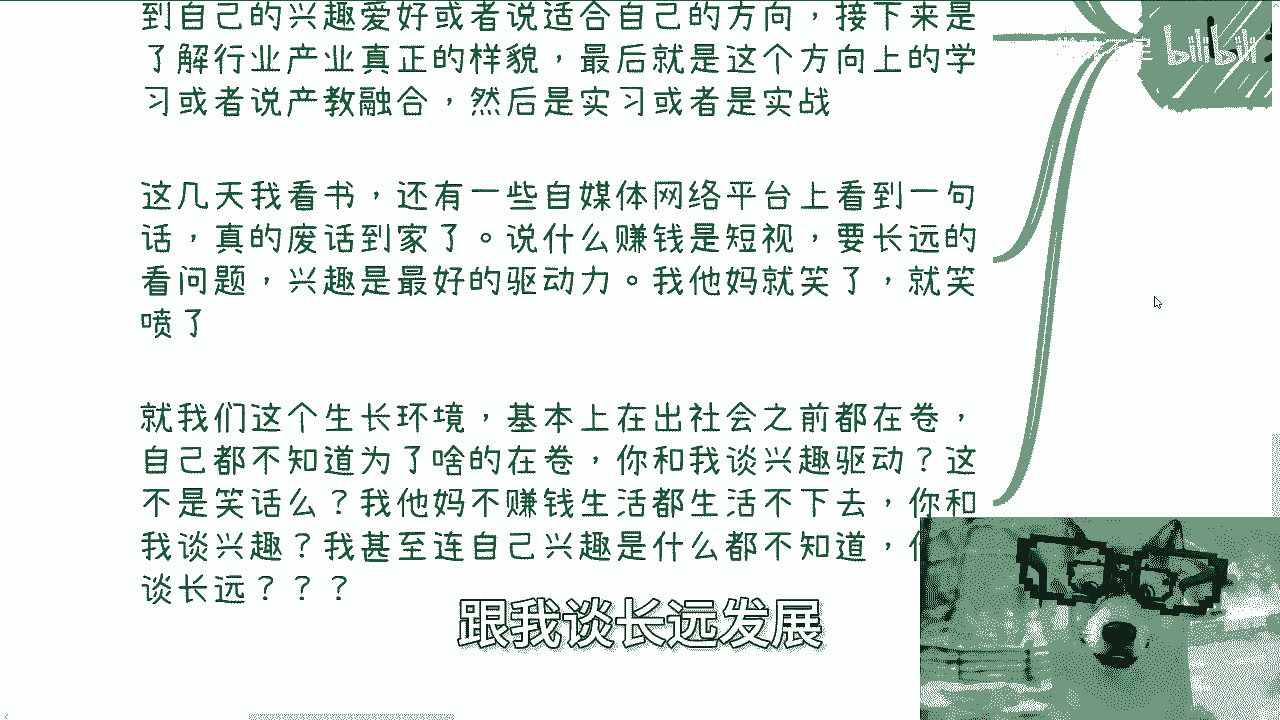 到自己的兴趣爱好或者说适合自己的方向，接下来是
了解行业产业真正的样貌，最后就是这个方向上的学
习或者说产教融合，然后是实习或者是实战
这几天我看书，还有一些自媒体网络平台上看到一句
话，真的废话到家了。说什么赚钱是短视，要长远的
看问题，兴趣是最好的驱动力。我他妈就笑了，就笑
喷了
就我们这个生长环境，基本上在出社会之前都在卷，
自己都不知道为了啥的在卷，你和我谈兴趣驱动？这
不是笑话么？我他妈不赚钱生活都生活不下去，你和
我谈兴趣？我甚至连自己兴趣是什么都不知道，
谈长远？？？
跟我谈长远发展
bilibili